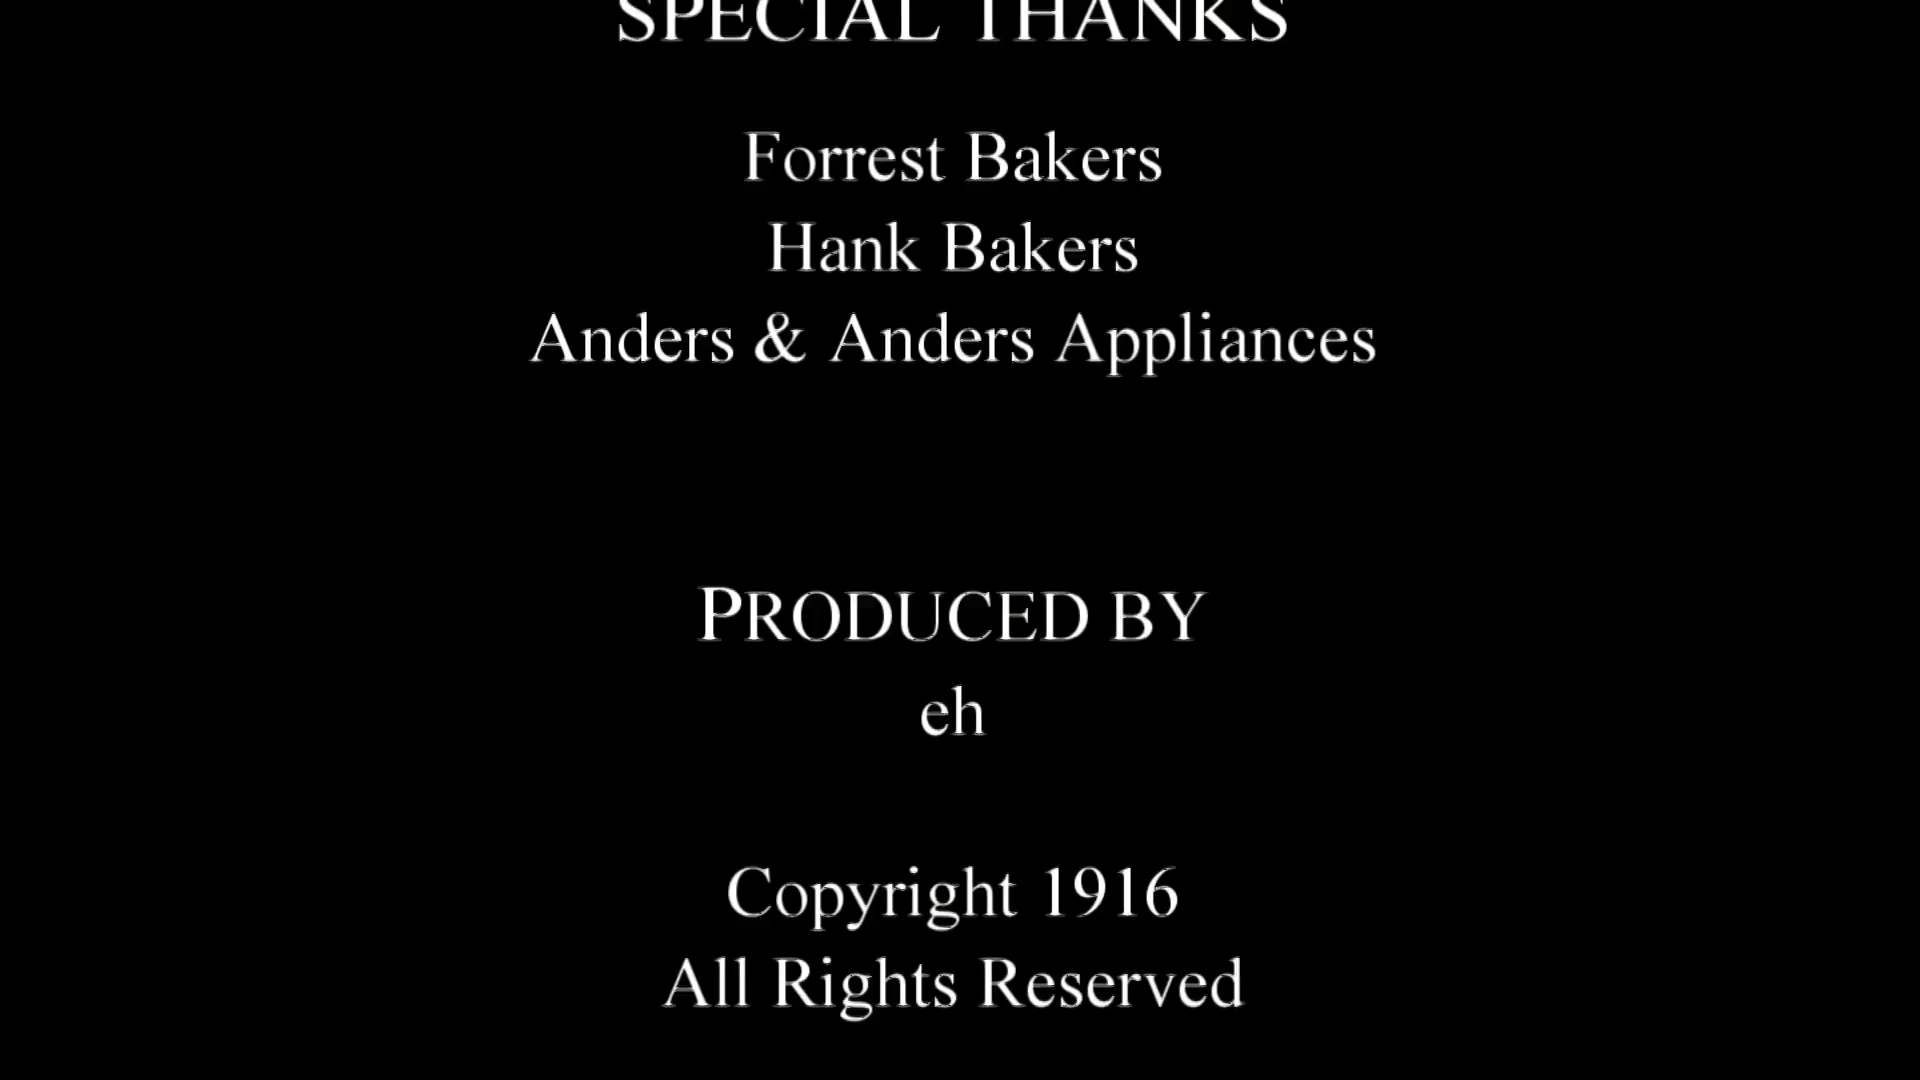 SPECIAL THANKS
Forrest Bakers
Hank Bakers
Anders & Anders Appliances
PRODUCED BY
eh
Copyright 1916
All Rights Reserved